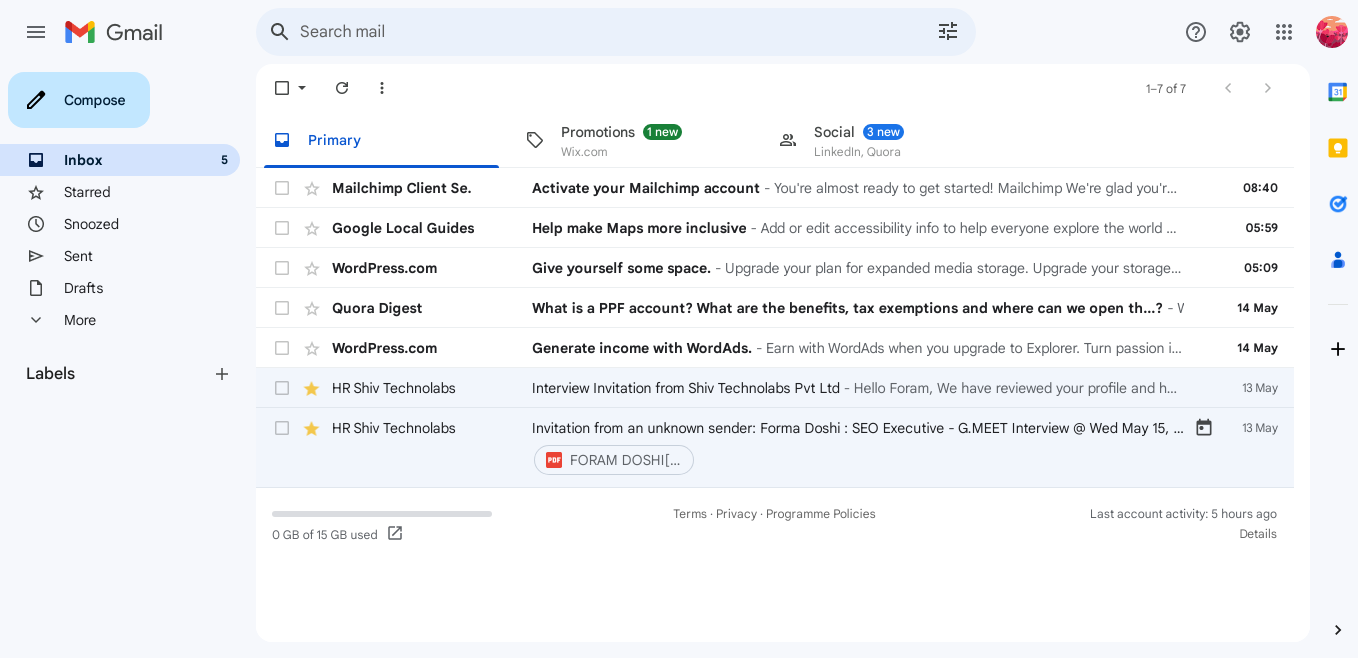 Gmail
Search mail
Compose
1–7 of 7
Primary
Promotions 1 new
Wix.com
Social 3 new
LinkedIn, Quora
Inbox 5
Starred
Snoozed
Sent
Drafts
More
Labels
Mailchimp Client Se. Activate your Mailchimp account - You're almost ready to get started! Mailchimp We're glad you'r... 08:40
Google Local Guides Help make Maps more inclusive - Add or edit accessibility info to help everyone explore the world ... 05:59
WordPress.com Give yourself some space. - Upgrade your plan for expanded media storage. Upgrade your storage... 05:09
Quora Digest What is a PPF account? What are the benefits, tax exemptions and where can we open th...? - 14 May
WordPress.com Generate income with WordAds. - Earn with WordAds when you upgrade to Explorer. Turn passion i... 14 May
HR Shiv Technolabs Interview Invitation from Shiv Technolabs Pvt Ltd - Hello Foram, We have reviewed your profile and h... 13 May
HR Shiv Technolabs Invitation from an unknown sender: Forma Doshi : SEO Executive - G.MEET Interview @ Wed May 15, ... 13 May
PDF FORAM DOSHI[...
0 GB of 15 GB used
Terms · Privacy · Programme Policies
Last account activity: 5 hours ago
Details
31